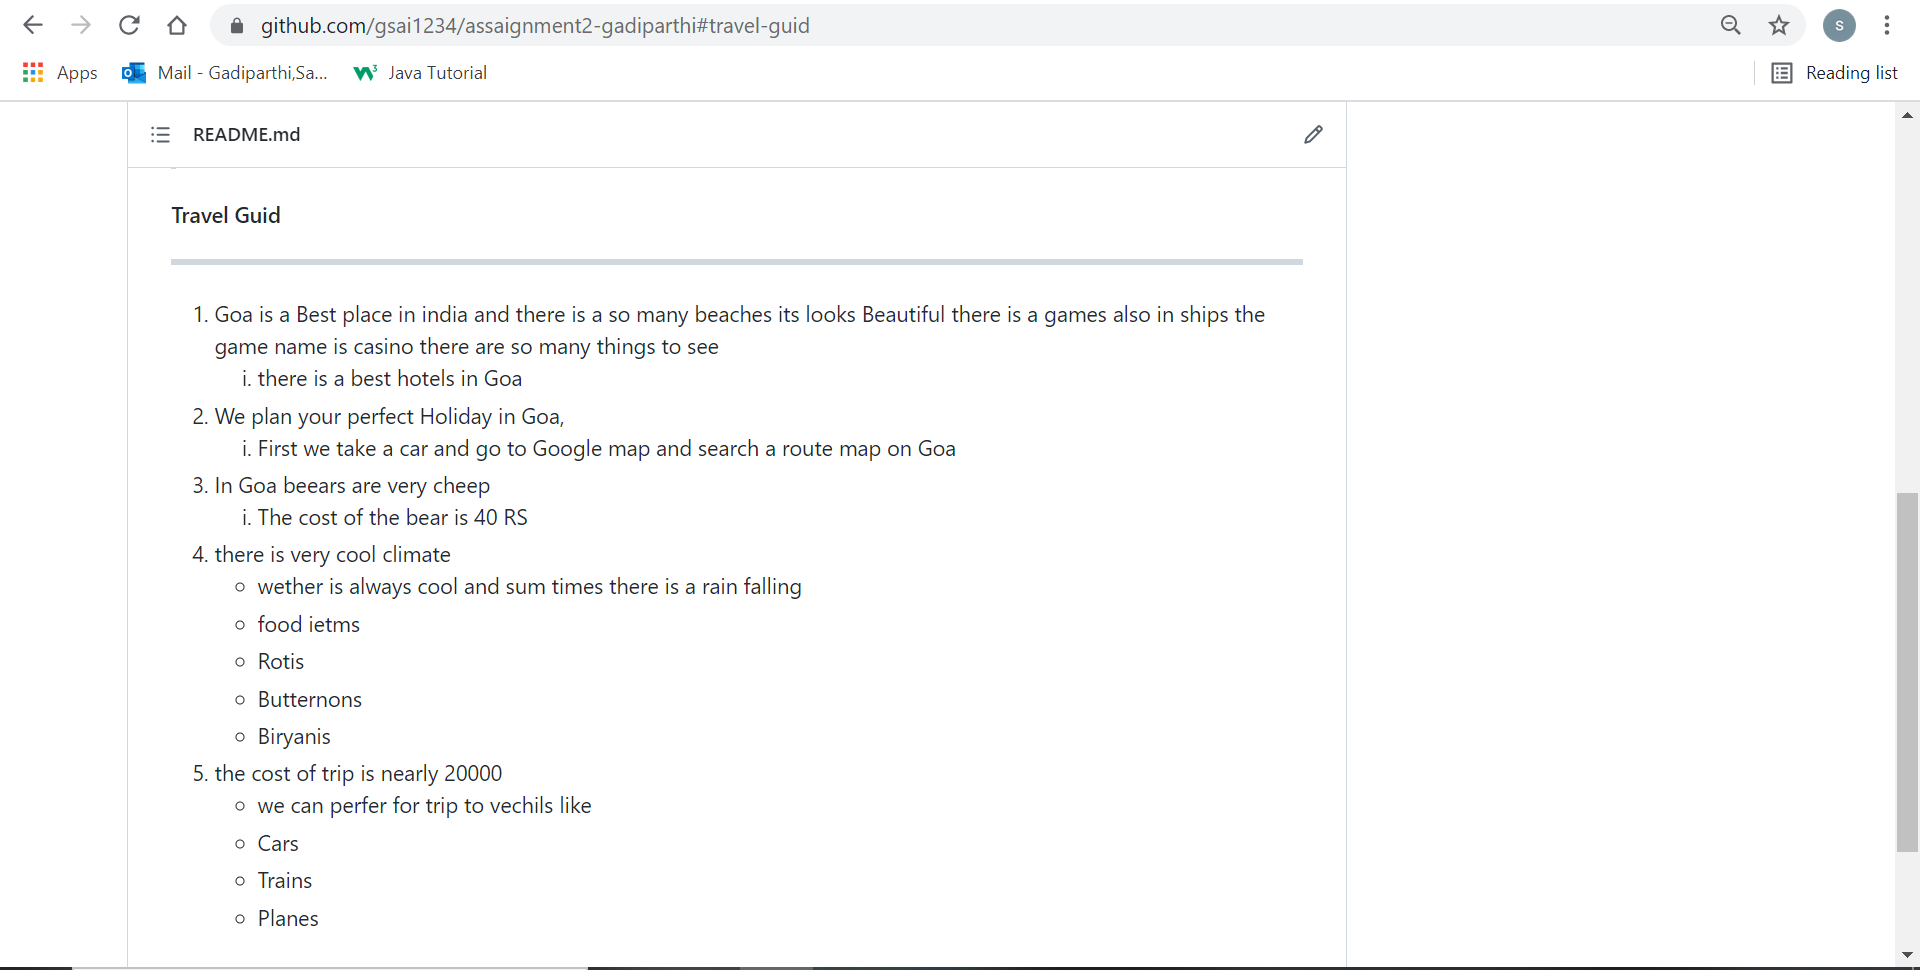 github.com/gsai1234/assaignment2-gadiparthi#travel-guid
S
Apps
Mail - Gadiparthi,Sa...
w3
Java Tutorial
Reading list
README.md
Travel Guid
1. Goa is a Best place in india and there is a so many beaches its looks Beautiful there is a games also in ships the
game name is casino there are so many things to see
i. there is a best hotels in Goa
2. We plan your perfect Holiday in Goa,
i. First we take a car and go to Google map and search a route map on Goa
3. In Goa beears are very cheep
i. The cost of the bear is 40 RS
4. there is very cool climate
wether is always cool and sum times there is a rain falling
food ietms
Rotis
Butternons
Biryanis
5. the cost of trip is nearly 20000
we can perfer for trip to vechils like
Cars
Trains
Planes